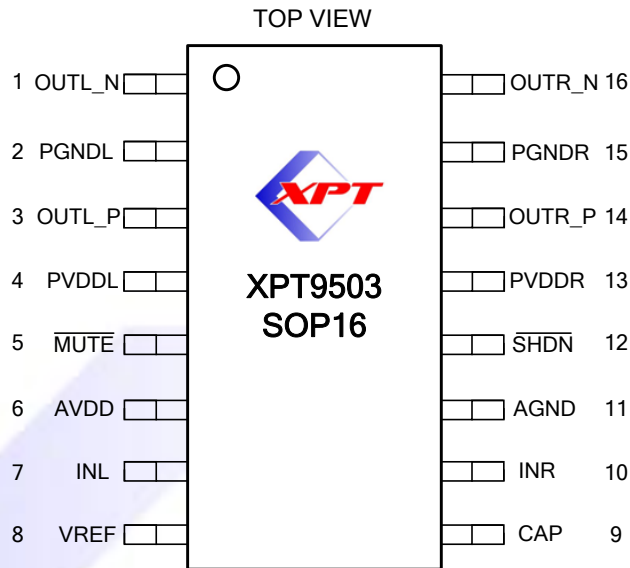 TOP VIEW
1 OUTL_N
OUTR_N 16
2 PGNDL
PGNDR 15
3 OUTL_P
OUTR_P 14
4 PVDDL
PVDDR 13
5 MUTE
SHDN 12
6 AVDD
AGND 11
7 INL
INR 10
8 VREF
CAP 9
XPT
XPT9503
SOP16